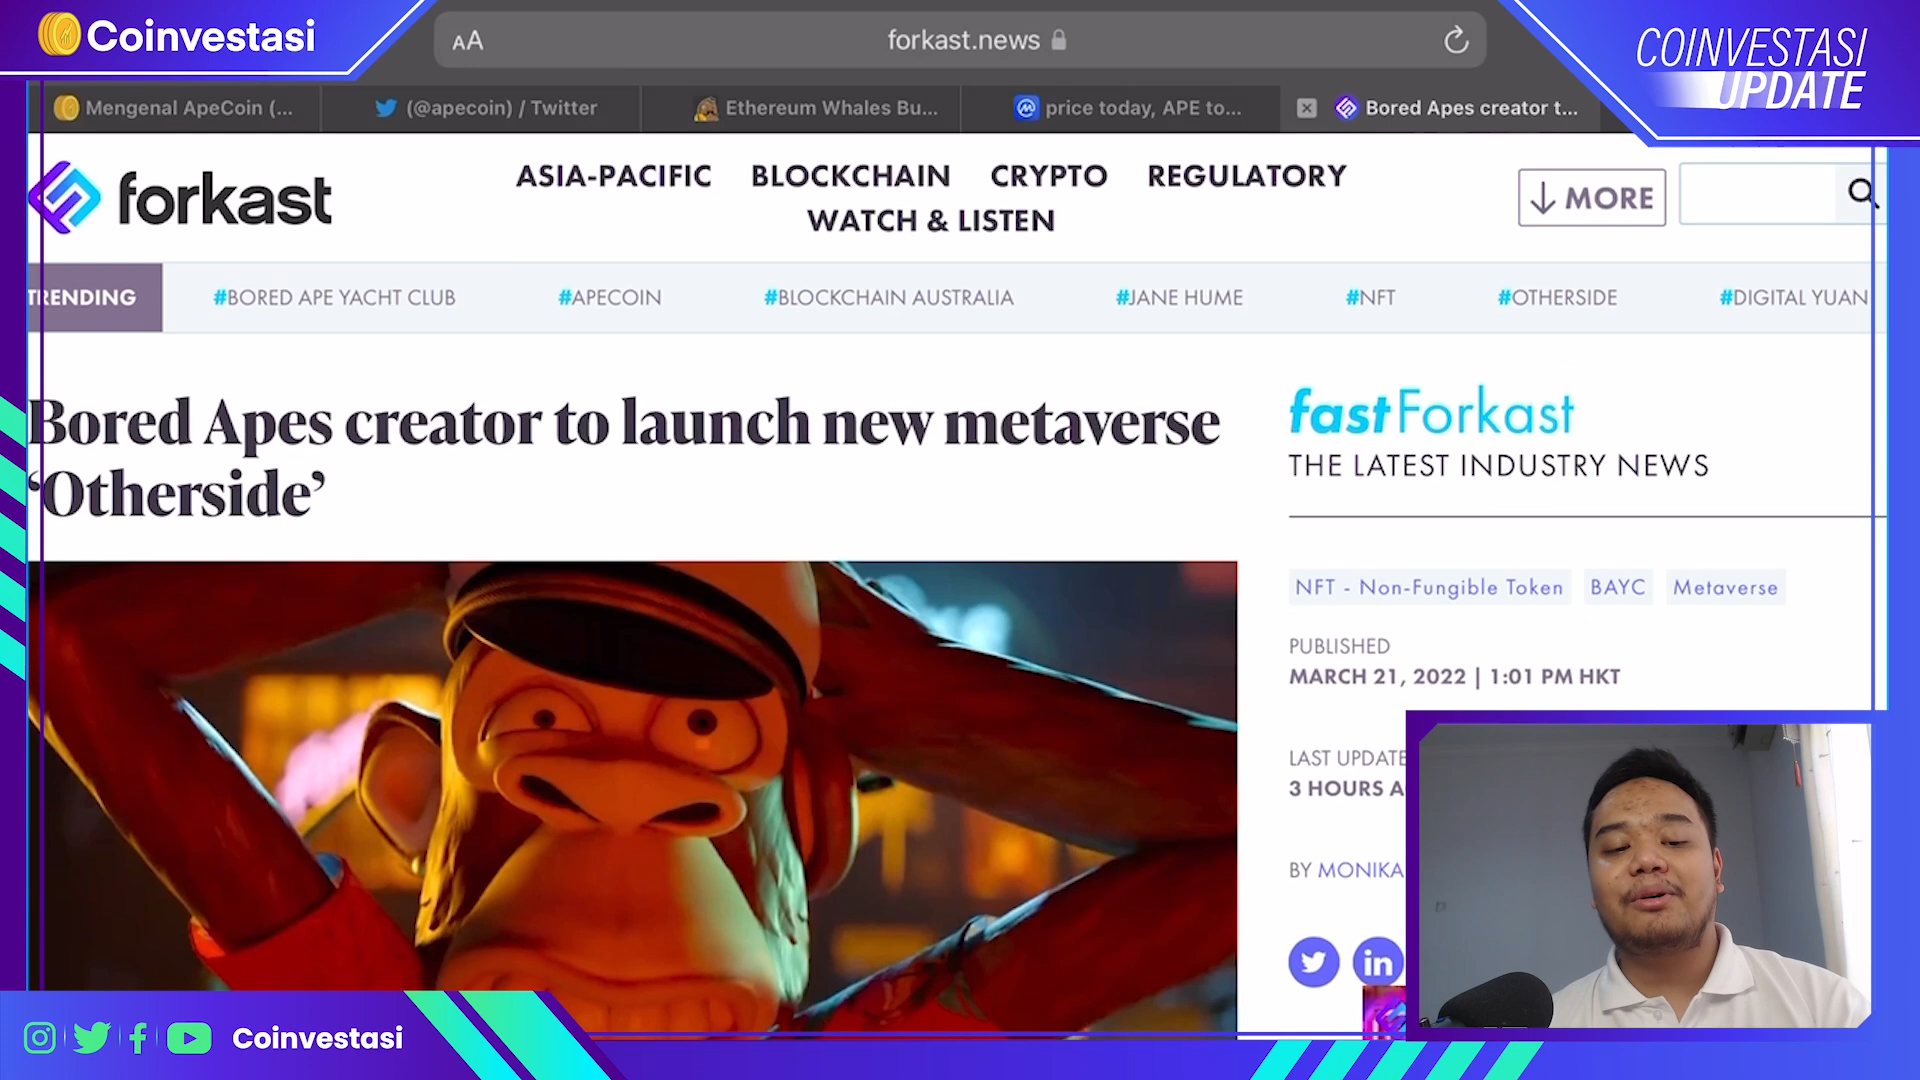 Coinvestasi
AA
forkast.news
COINVESTASI
UPDATE
Mengenal ApeCoin (...
(@apecoin) / Twitter
Ethereum Whales Bu...
price today, APE to...
Bored Apes creator t...
forkast
ASIA-PACIFIC BLOCKCHAIN CRYPTO REGULATORY
WATCH & LISTEN
MORE
TRENDING
#BORED APE YACHT CLUB
#APECOIN
#BLOCKCHAIN AUSTRALIA
#JANE HUME
#NFT
#OTHERSIDE
#DIGITAL YUAN
Bored Apes creator to launch new metaverse
‘Otherside’
fastForkast
THE LATEST INDUSTRY NEWS
NFT - Non-Fungible Token BAYC Metaverse
PUBLISHED
MARCH 21, 2022 | 1:01 PM HKT
LAST UPDATE
3 HOURS A
BY MONIKA
in
Coinvestasi